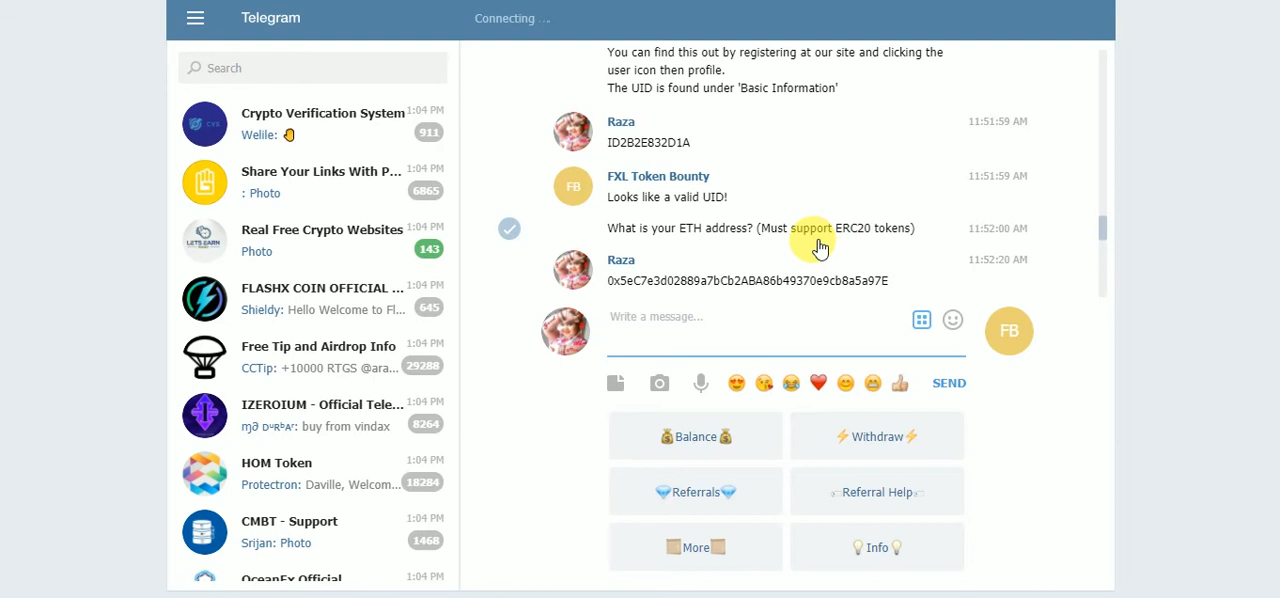 Telegram
Connecting ...
Search
Crypto Verification System
1:04 PM
Welile: 🤚
911
Share Your Links With P...
1:04 PM
: Photo
6865
Real Free Crypto Websites
1:04 PM
Photo
143
FLASHX COIN OFFICIAL ...
1:04 PM
Shieldy: Hello Welcome to Fl...
645
Free Tip and Airdrop Info
1:04 PM
CCTip: +10000 RTGS @ara...
29288
IZEROIUM - Official Tele...
1:04 PM
buy from vindax
8264
HOM Token
1:04 PM
Protectron: Daville, Welcom...
18284
CMBT - Support
1:04 PM
Srijan: Photo
1468
OceanEx Official
1:04 PM
You can find this out by registering at our site and clicking the
user icon then profile.
The UID is found under 'Basic Information'
Raza
11:51:59 AM
ID2B2E832D1A
FB
FXL Token Bounty
11:51:59 AM
Looks like a valid UID!
What is your ETH address? (Must support ERC20 tokens)
11:52:00 AM
Raza
11:52:20 AM
0x5eC7e3d02889a7bCb2ABA86b49370e9cb8a5a97E
Write a message...
FB
SEND
💰Balance💰
⚡Withdraw⚡
💎Referrals💎
Referral Help
📜More📜
💡Info💡